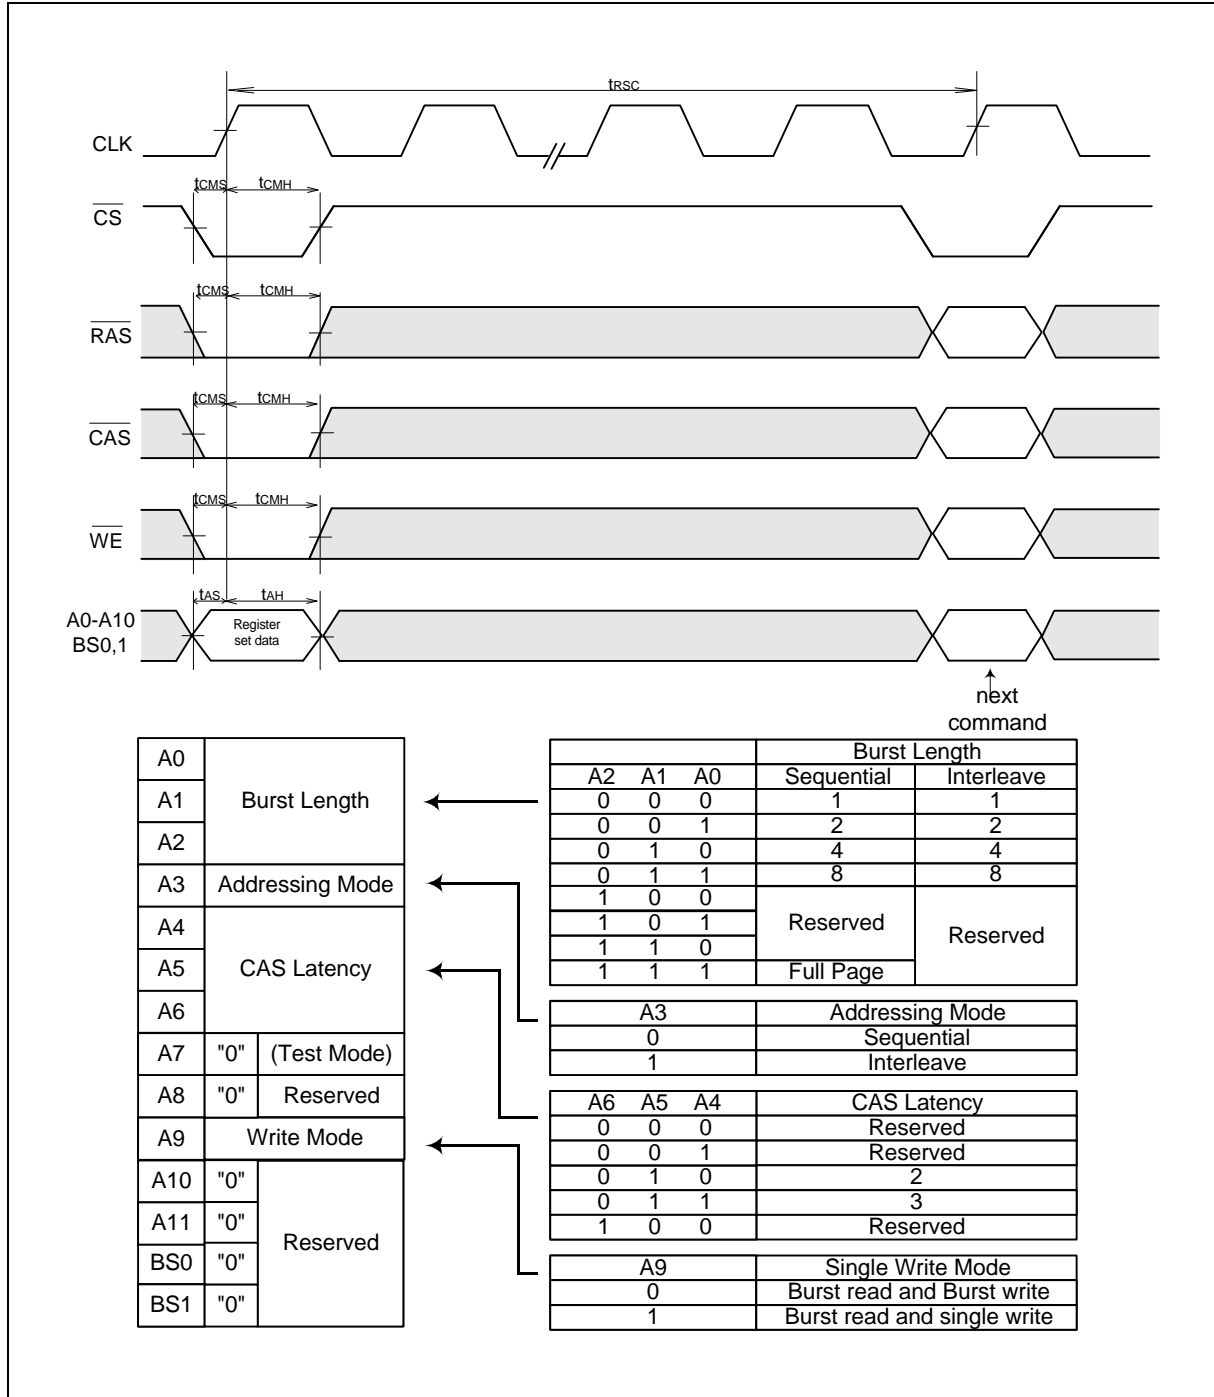 tRSC
CLK
tCMS tCMH
CS
tCMS tCMH
RAS
tCMS tCMH
CAS
tCMS tCMH
WE
tAS tAH
A0-A10
BS0,1
Register
set data
next
command
A0
A1
A2
Burst Length
A3 Addressing Mode
A4
A5
A6
CAS Latency
A7 "0" (Test Mode)
A8 "0" Reserved
A9 Write Mode
A10 "0"
A11 "0"
BS0 "0"
BS1 "0"
Reserved
Burst Length
A2 A1 A0 Sequential Interleave
0 0 0 1 1
0 0 1 2 2
0 1 0 4 4
0 1 1 8 8
1 0 0
1 0 1 Reserved Reserved
1 1 0
1 1 1 Full Page
A3 Addressing Mode
0 Sequential
1 Interleave
A6 A5 A4 CAS Latency
0 0 0 Reserved
0 0 1 Reserved
0 1 0 2
0 1 1 3
1 0 0 Reserved
A9 Single Write Mode
0 Burst read and Burst write
1 Burst read and single write